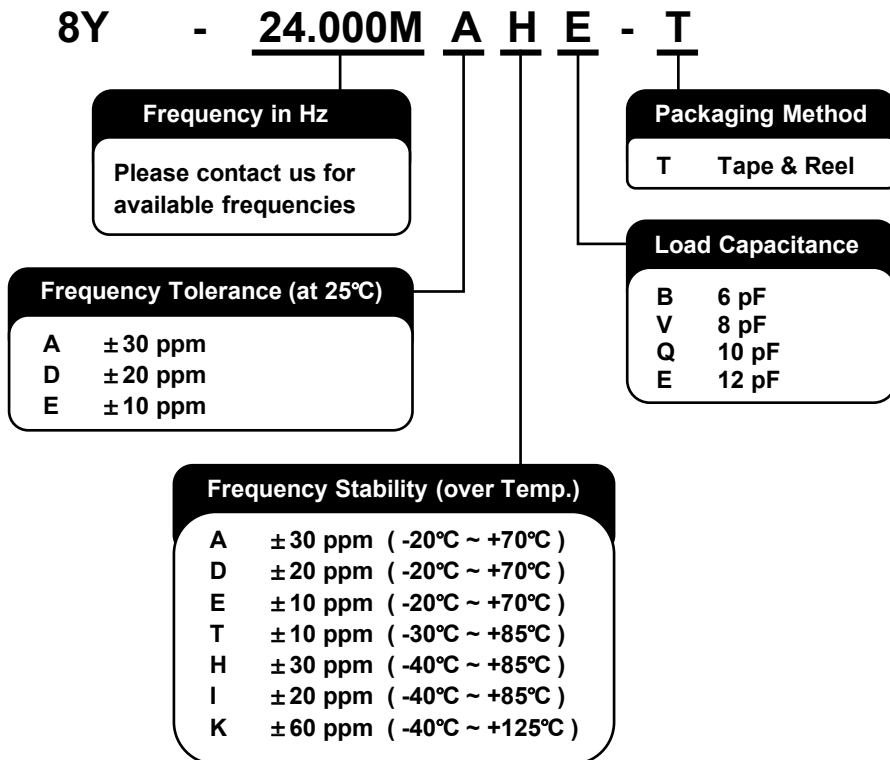 8Y - 24.000M A H E - T
Frequency in Hz
Please contact us for
available frequencies
Packaging Method
T Tape & Reel
Load Capacitance
B 6 pF
V 8 pF
Q 10 pF
E 12 pF
Frequency Tolerance (at 25℃)
A ±30 ppm
D ±20 ppm
E ±10 ppm
Frequency Stability (over Temp.)
A ±30 ppm ( -20℃ ~ +70℃ )
D ±20 ppm ( -20℃ ~ +70℃ )
E ±10 ppm ( -20℃ ~ +70℃ )
T ±10 ppm ( -30℃ ~ +85℃ )
H ±30 ppm ( -40℃ ~ +85℃ )
I ±20 ppm ( -40℃ ~ +85℃ )
K ±60 ppm ( -40℃ ~ +125℃ )